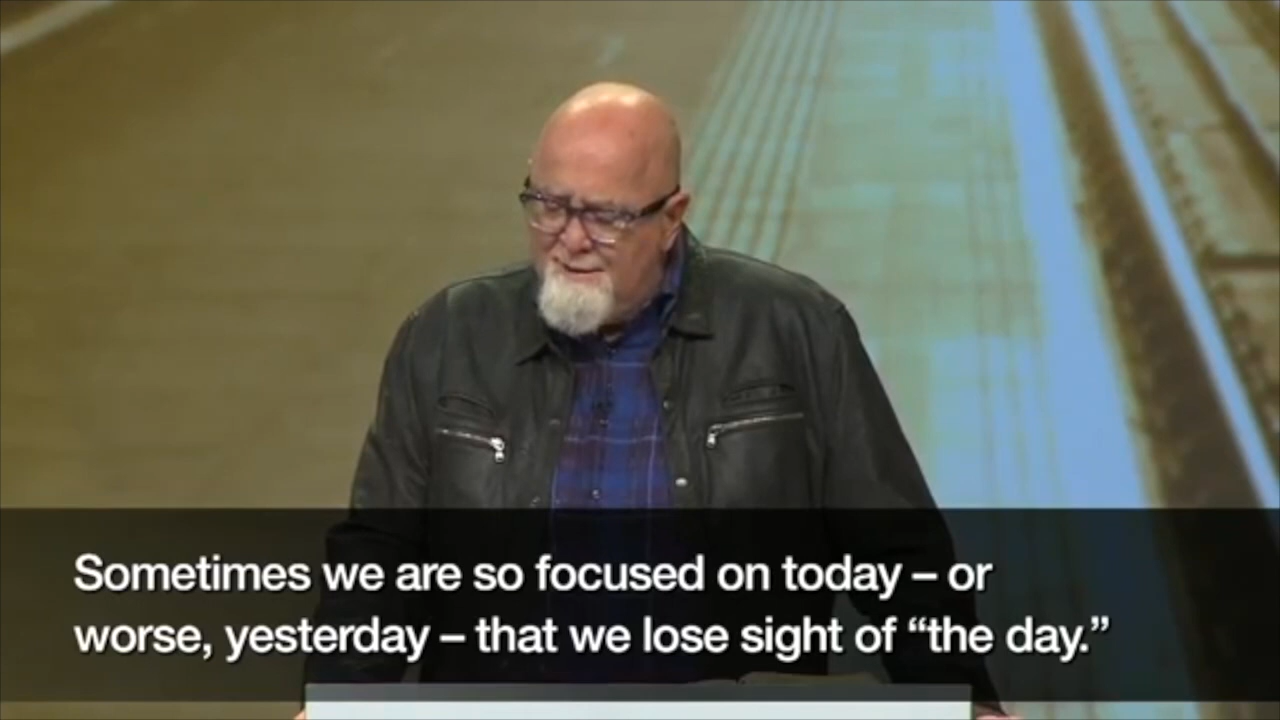 Sometimes we are so focused on today – or
worse, yesterday – that we lose sight of “the day.”